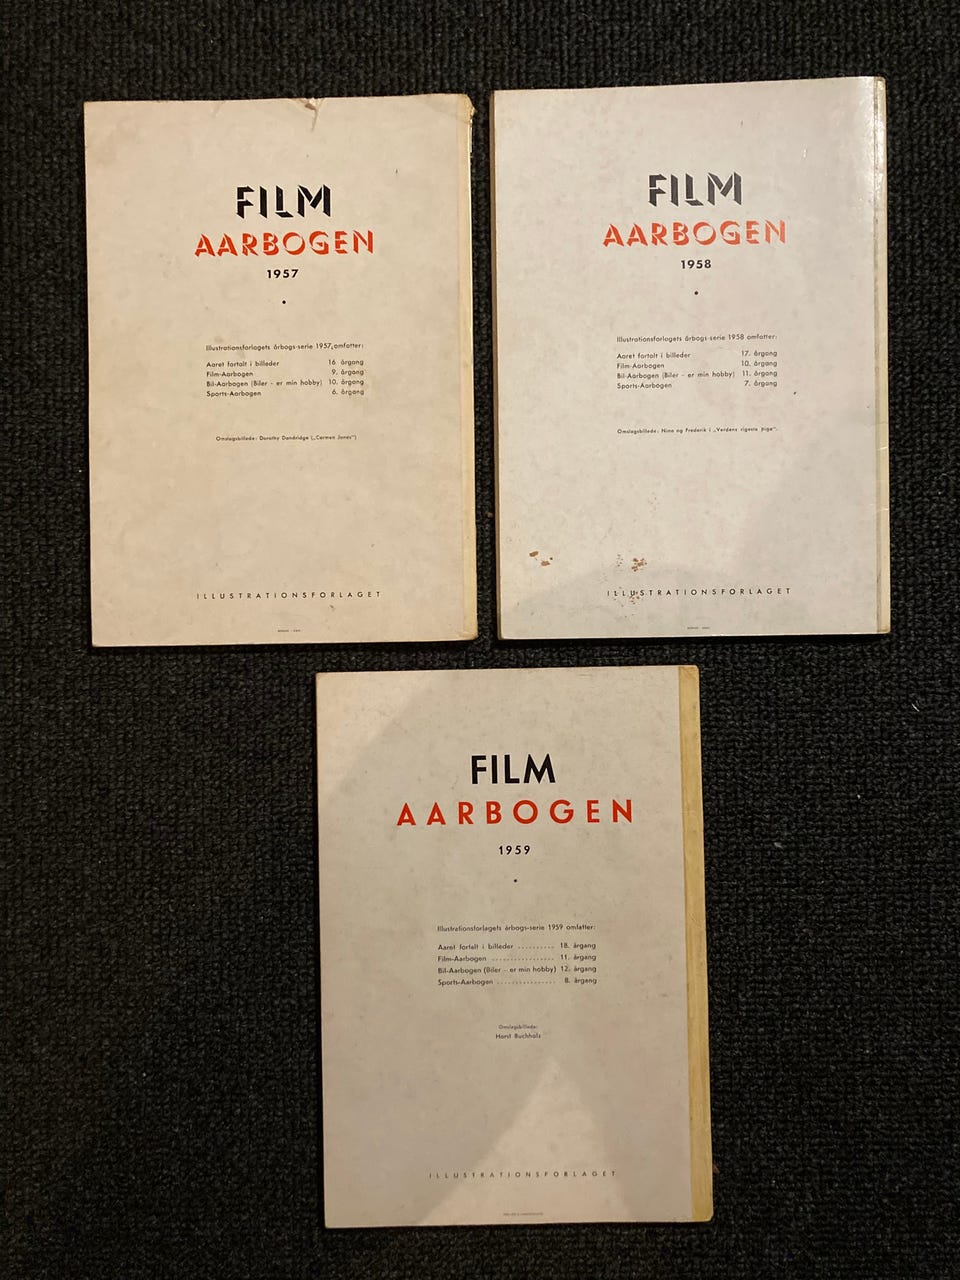 FILM
AARBOGEN
1957
Illustrationsforlagets årbogs-serie 1957 omfatter:
Aaret fortalt i billeder 16. årgang
Film-Aarbogen 9. årgang
Bil-Aarbogen (Biler - er min hobby) 10. årgang
Sports-Aarbogen 6. årgang
Omslagsbillede: Dorothy Dandridge („Carmen Jones”)
ILLUSTRATIONSFORLAGET
FILM
AARBOGEN
1958
Illustrationsforlagets årbogs-serie 1958 omfatter:
Aaret fortalt i billeder 17. årgang
Film-Aarbogen 10. årgang
Bil-Aarbogen (Biler - er min hobby) 11. årgang
Sports-Aarbogen 7. årgang
Omslagsbillede: Nina og Frederik i „Verdens rigeste pige”.
ILLUSTRATIONSFORLAGET
FILM
AARBOGEN
1959
Illustrationsforlagets årbogs-serie 1959 omfatter:
Aaret fortalt i billeder .......... 18. årgang
Film-Aarbogen ................. 11. årgang
Bil-Aarbogen (Biler - er min hobby) 12. årgang
Sports-Aarbogen ................ 8. årgang
Omslagsbillede:
Horst Buchholz
ILLUSTRATIONSFORLAGET